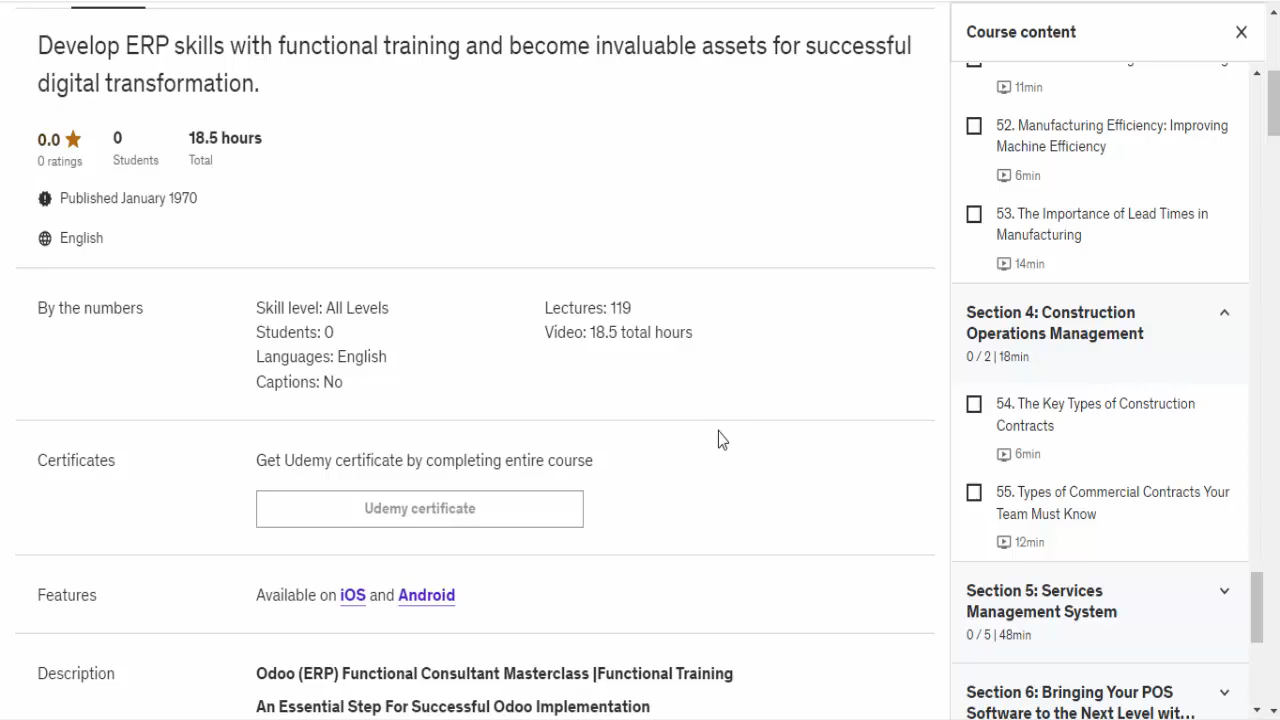 Develop ERP skills with functional training and become invaluable assets for successful
digital transformation.
0.0
0 ratings
0
Students
18.5 hours
Total
Published January 1970
English
By the numbers
Skill level: All Levels
Students: 0
Languages: English
Captions: No
Lectures: 119
Video: 18.5 total hours
Certificates
Get Udemy certificate by completing entire course
Udemy certificate
Features
Available on iOS and Android
Description
Odoo (ERP) Functional Consultant Masterclass |Functional Training
An Essential Step For Successful Odoo Implementation
Course content
11min
52. Manufacturing Efficiency: Improving
Machine Efficiency
6min
53. The Importance of Lead Times in
Manufacturing
14min
Section 4: Construction
Operations Management
0 / 2 | 18min
54. The Key Types of Construction
Contracts
6min
55. Types of Commercial Contracts Your
Team Must Know
12min
Section 5: Services
Management System
0 / 5 | 48min
Section 6: Bringing Your POS
Software to the Next Level wit...